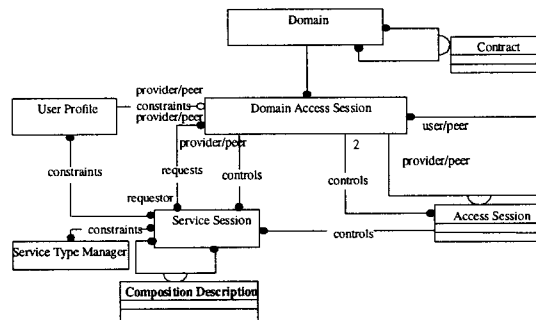 Domain
Contract
provider/peer
User Profile
constraints
provider/peer
Domain Access Session
provider/peer
user/peer
2
provider/peer
constraints
requests
controls
controls
requestor
Service Session
Access Session
constraints
controls
Service Type Manager
Composition Description